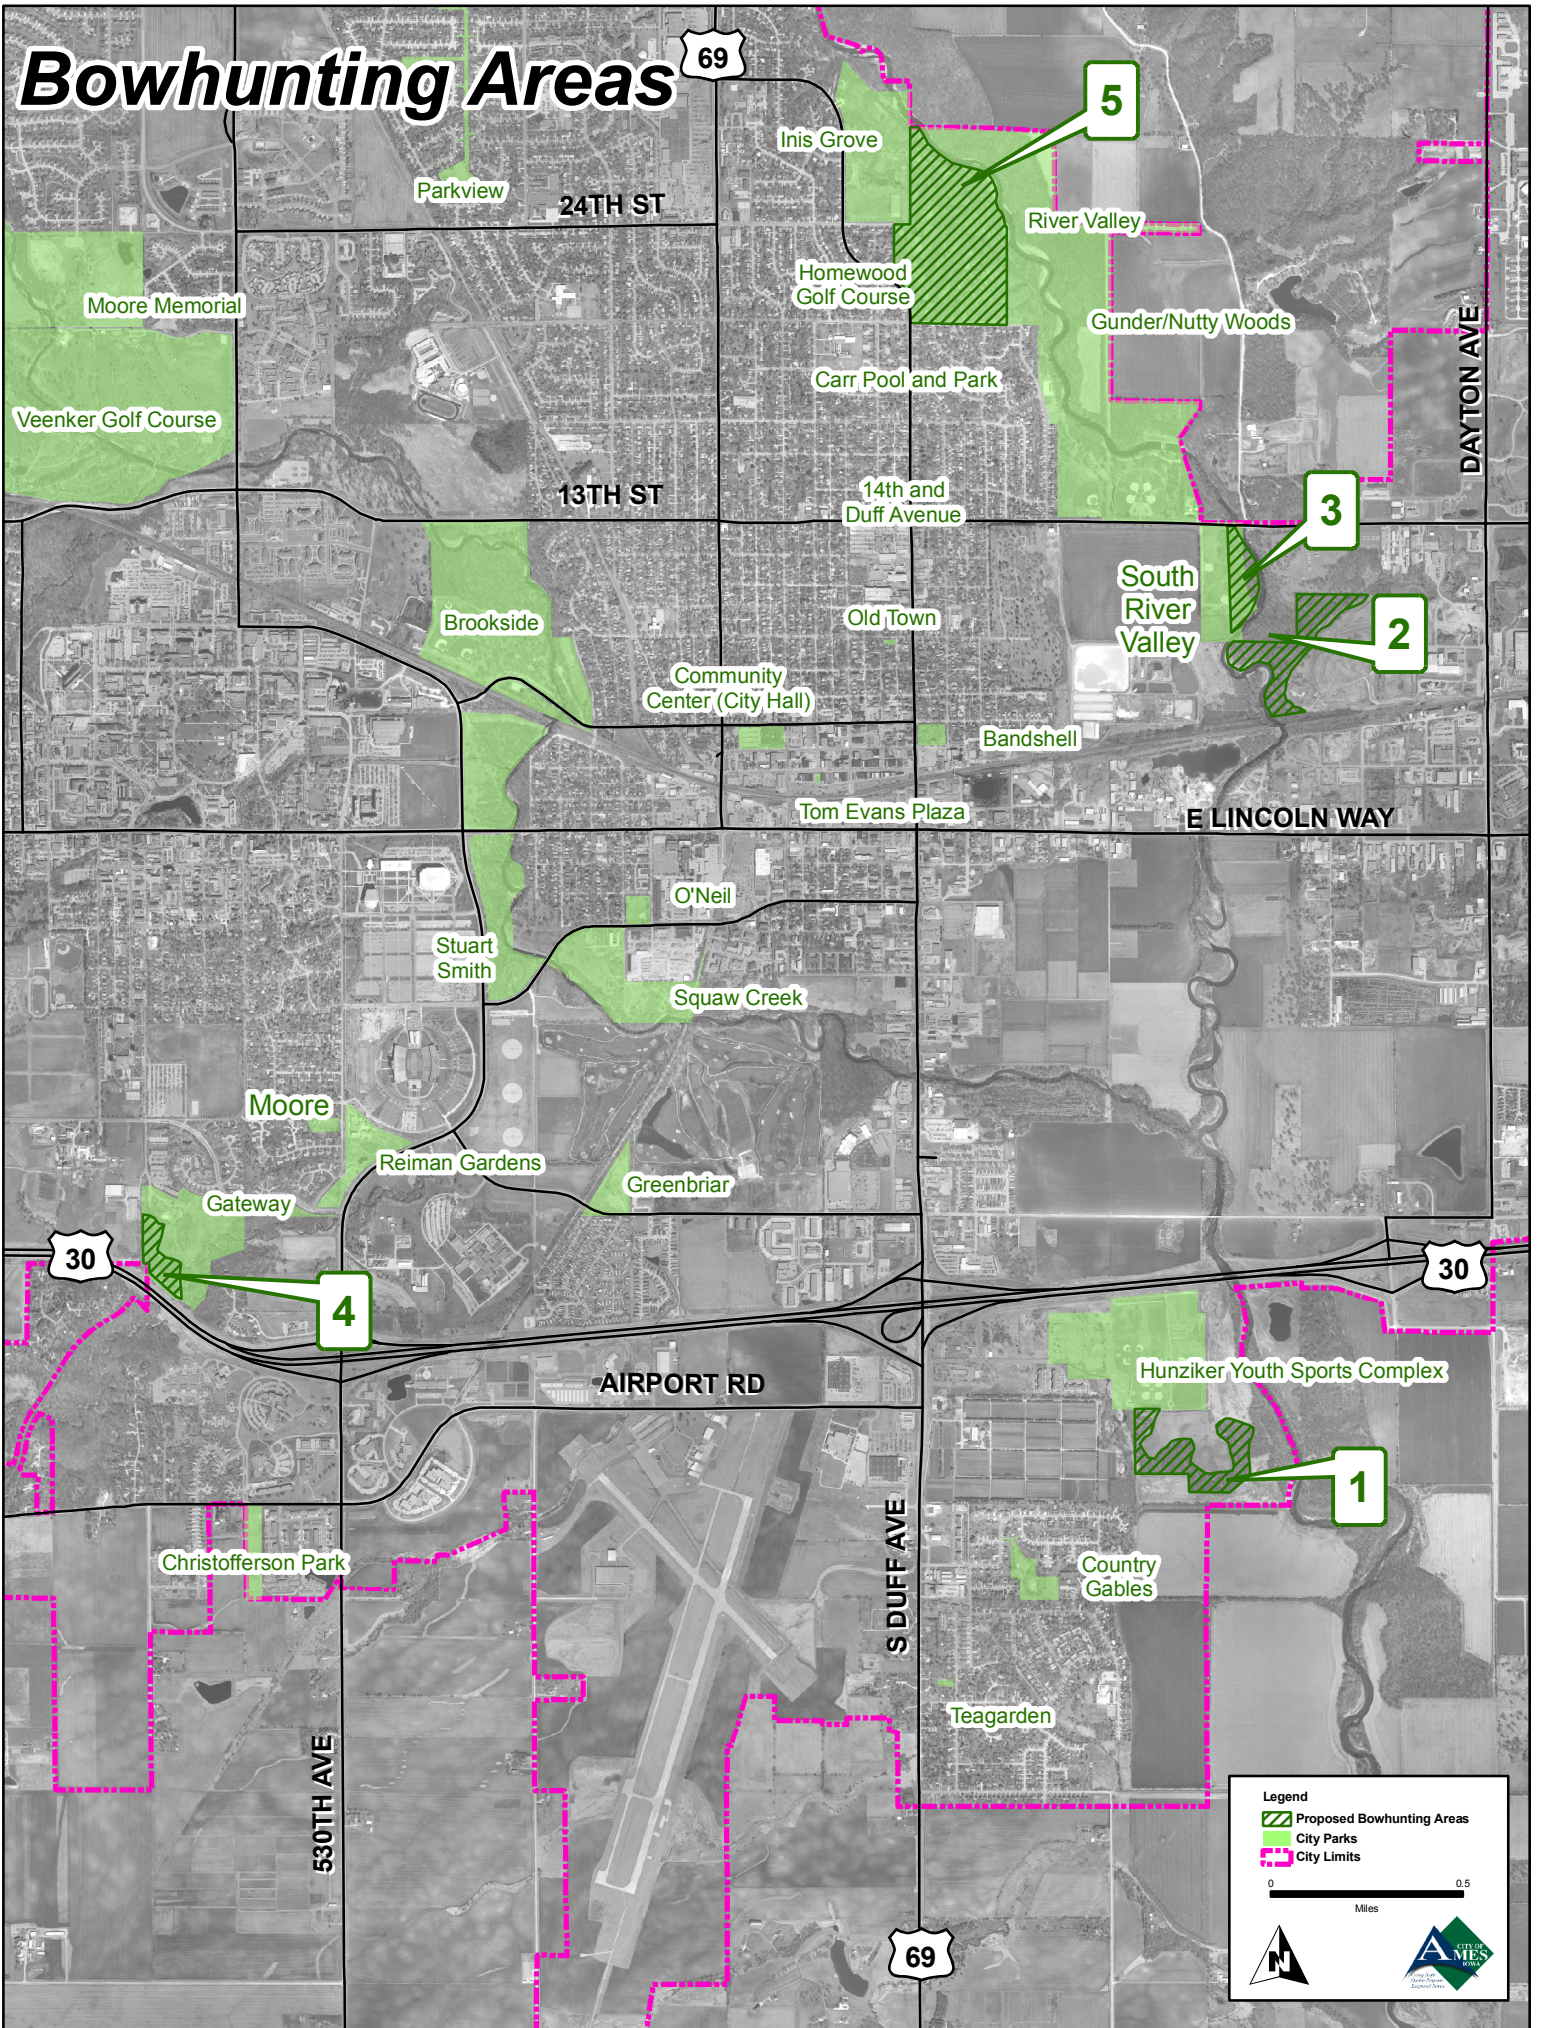 Bowhunting Areas
69
5
Inis Grove
Parkview
24TH ST
River Valley
Homewood
Golf Course
Moore Memorial
Gunder/Nutty Woods
DAYTON AVE
Carr Pool and Park
Veenker Golf Course
13TH ST
14th and
Duff Avenue
3
South
River
Valley
Old Town
Brookside
2
Community
Center (City Hall)
Bandshell
Tom Evans Plaza
E LINCOLN WAY
O'Neil
Stuart
Smith
Squaw Creek
Moore
Reiman Gardens
Greenbriar
Gateway
30
30
4
Hunziker Youth Sports Complex
AIRPORT RD
1
S DUFF AVE
Christofferson Park
Country
Gables
Teagarden
530TH AVE
69
Legend
Proposed Bowhunting Areas
City Parks
City Limits
0 0.5
Miles
N
CITY OF
AMES
IOWA